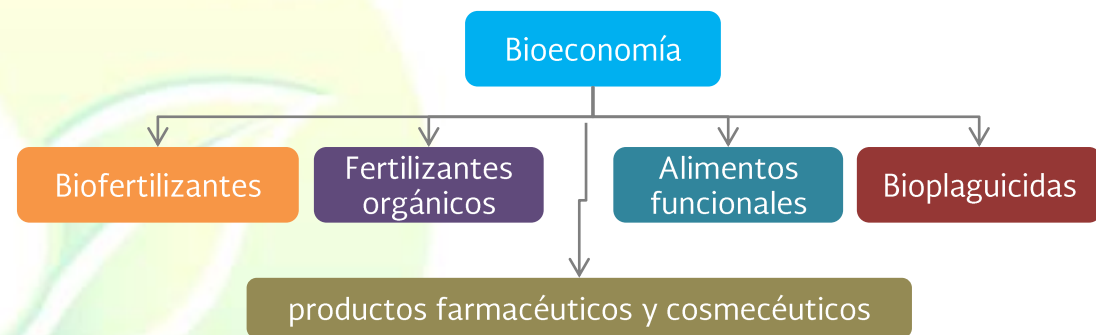 Bioeconomía
Biofertilizantes
Fertilizantes
orgánicos
Alimentos
funcionales
Bioplaguicidas
productos farmacéuticos y cosmecéuticos